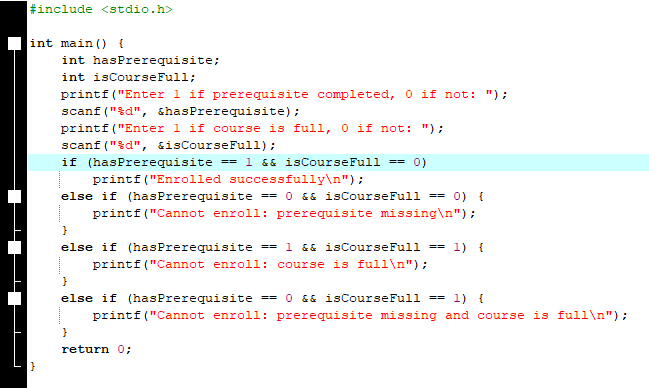 #include <stdio.h>
int main() {
int hasPrerequisite;
int isCourseFull;
printf("Enter 1 if prerequisite completed, 0 if not: ");
scanf("%d", &hasPrerequisite);
printf("Enter 1 if course is full, 0 if not: ");
scanf("%d", &isCourseFull);
if (hasPrerequisite == 1 && isCourseFull == 0)
printf("Enrolled successfully\n");
else if (hasPrerequisite == 0 && isCourseFull == 0) {
printf("Cannot enroll: prerequisite missing\n");
}
else if (hasPrerequisite == 1 && isCourseFull == 1) {
printf("Cannot enroll: course is full\n");
}
else if (hasPrerequisite == 0 && isCourseFull == 1) {
printf("Cannot enroll: prerequisite missing and course is full\n");
}
return 0;
}